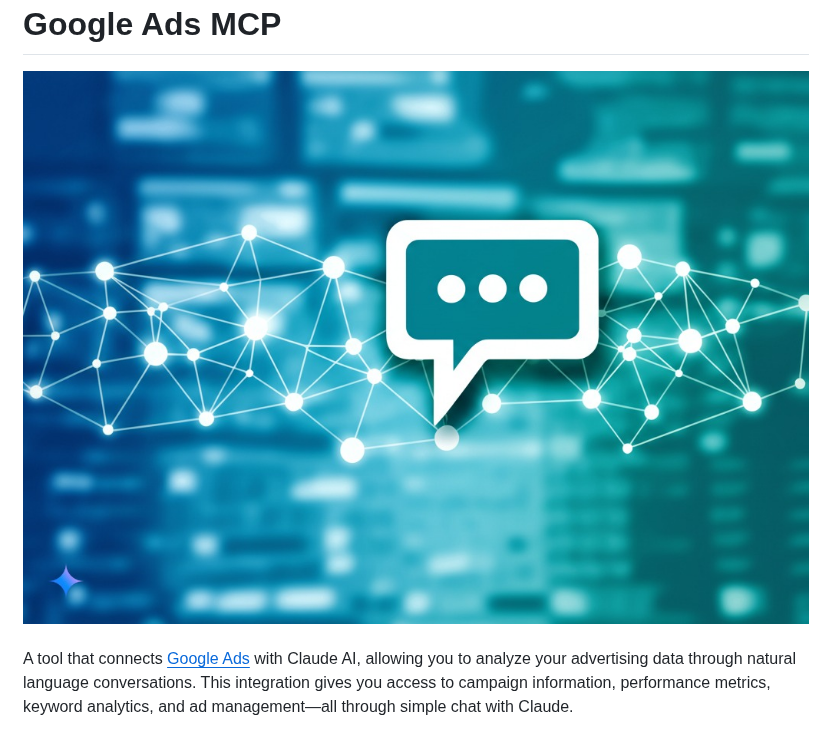 Google Ads MCP
A tool that connects Google Ads with Claude AI, allowing you to analyze your advertising data through natural
language conversations. This integration gives you access to campaign information, performance metrics,
keyword analytics, and ad management—all through simple chat with Claude.